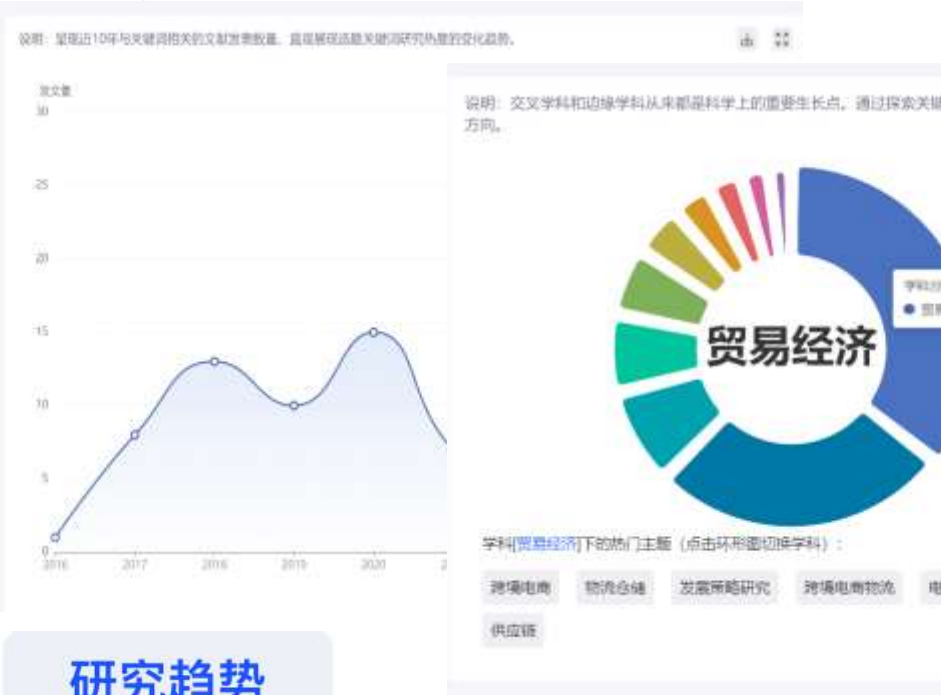 说明：呈现近10年与关键词相关的文献发表数量，直观展现选题关键词研究热度的变化趋势。
发文量
30
25
20
15
10
5
0
2016
2017
2018
2019
2020
2
说明：交叉学科和边缘学科从来都是科学上的重要生长点。通过探索关键
方向。
贸易经济
学科[贸易经济]下的热门主题（点击环形图切换学科）：
跨境电商
物流仓储
发展策略研究
跨境电商物流
电
供应链
研究趋势